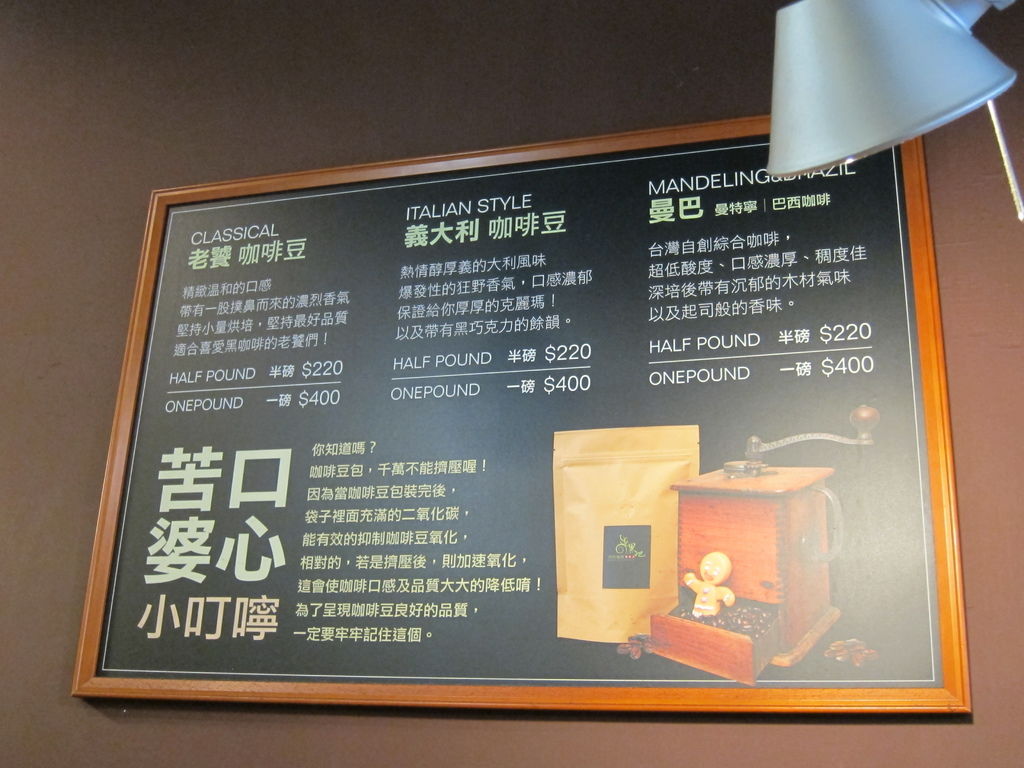 CLASSICAL
老饕 咖啡豆
精緻溫和的口感
帶有一股撲鼻而來的濃烈香氣
堅持小量烘培，堅持最好品質
適合喜愛黑咖啡的老饕們！
HALF POUND 半磅 $220
ONEPOUND 一磅 $400
ITALIAN STYLE
義大利 咖啡豆
熱情醇厚義的大利風味
爆發性的狂野香氣，口感濃郁
保證給你厚厚的克麗瑪！
以及帶有黑巧克力的餘韻。
HALF POUND 半磅 $220
ONEPOUND 一磅 $400
MANDELING&BRAZIL
曼巴 曼特寧｜巴西咖啡
台灣自創綜合咖啡，
超低酸度、口感濃厚、稠度佳
深培後帶有沉郁的木材氣味
以及起司般的香味。
HALF POUND 半磅 $220
ONEPOUND 一磅 $400
苦口
婆心
小叮嚀
你知道嗎？
咖啡豆包，千萬不能擠壓喔！
因為當咖啡豆包裝完後，
袋子裡面充滿的二氧化碳，
能有效的抑制咖啡豆氧化，
相對的，若是擠壓後，則加速氧化，
這會使咖啡口感及品質大大的降低唷！
為了呈現咖啡豆良好的品質，
一定要牢牢記住這個。